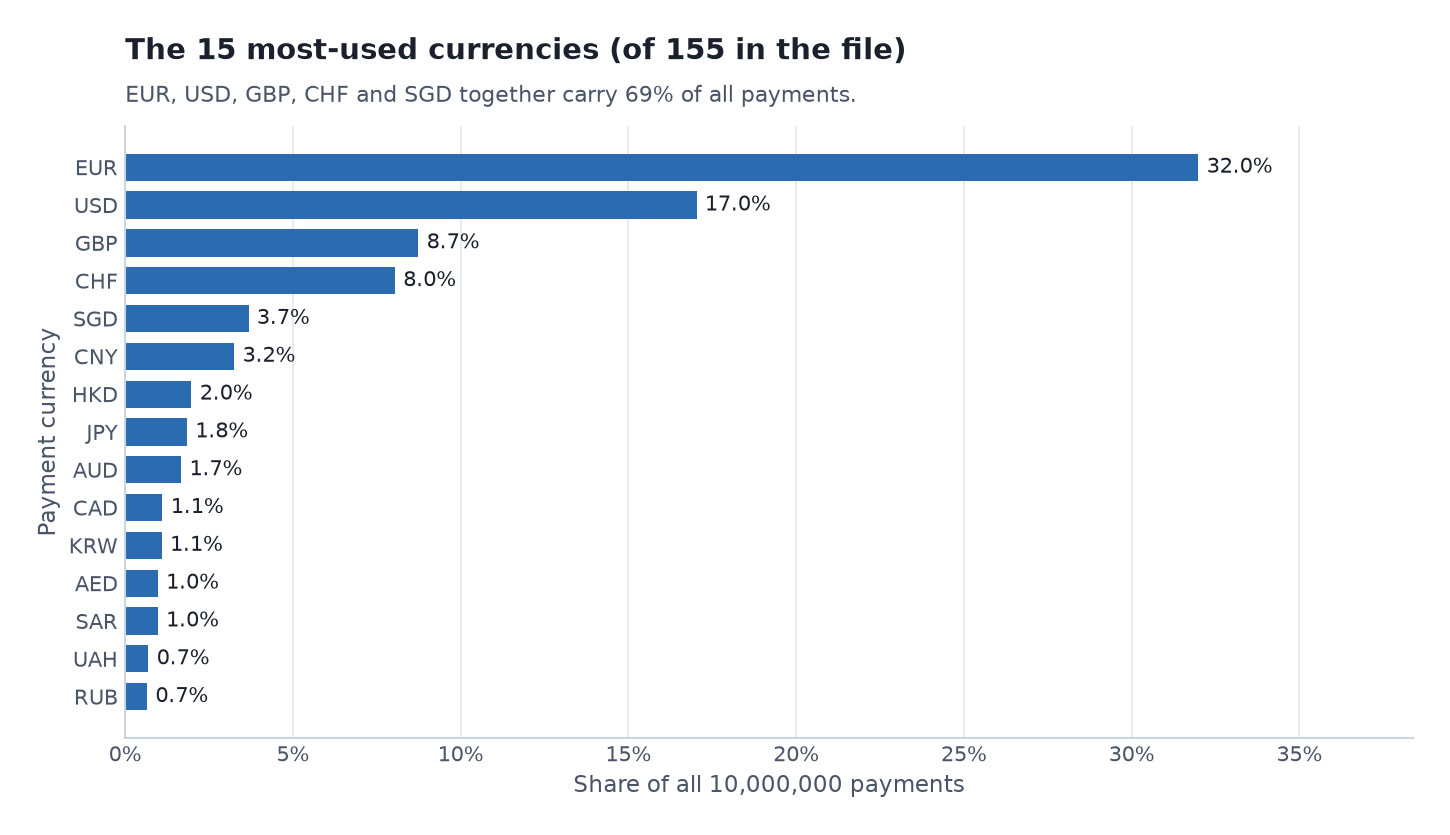 The 15 most-used currencies (of 155 in the file)
EUR, USD, GBP, CHF and SGD together carry 69% of all payments.
Payment currency
EUR 32.0%
USD 17.0%
GBP 8.7%
CHF 8.0%
SGD 3.7%
CNY 3.2%
HKD 2.0%
JPY 1.8%
AUD 1.7%
CAD 1.1%
KRW 1.1%
AED 1.0%
SAR 1.0%
UAH 0.7%
RUB 0.7%
0% 5% 10% 15% 20% 25% 30% 35%
Share of all 10,000,000 payments